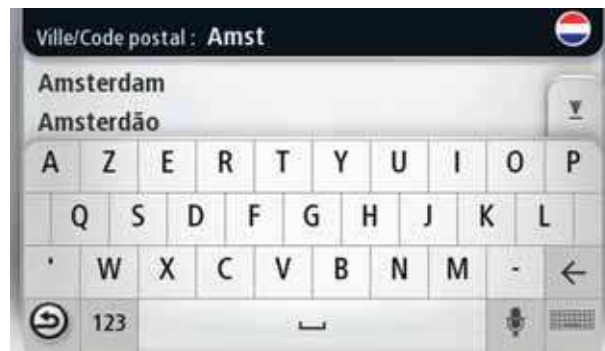 Ville/Code postal : Amst
Amsterdam
Amsterdão
A Z E R T Y U I O P
Q S D F G H J K L
' W X C V B N M -
123